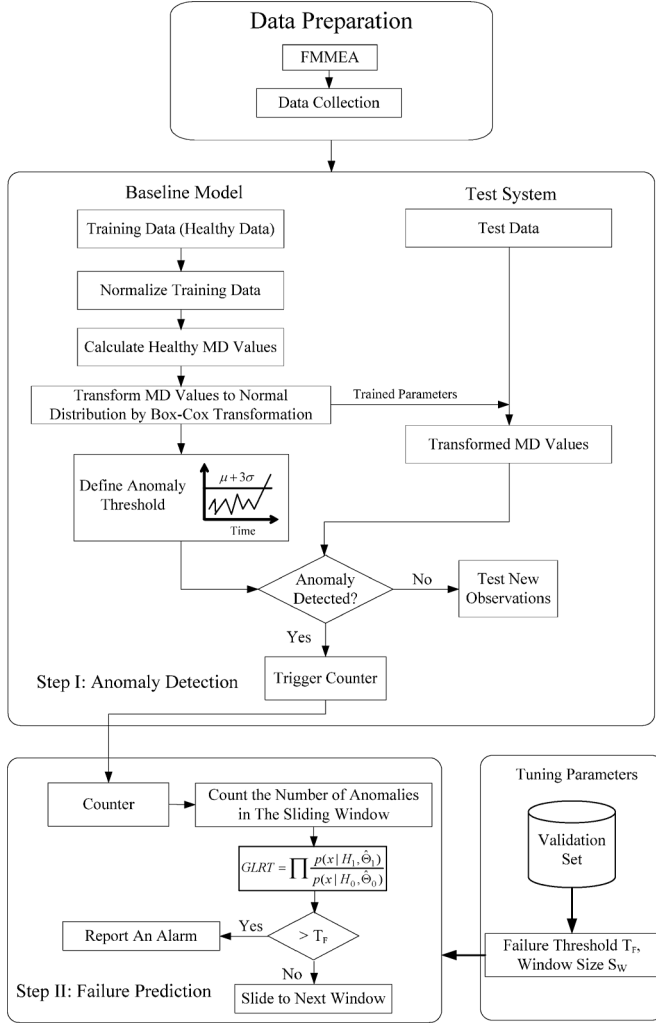 Data Preparation
FMMEA
Data Collection
Baseline Model
Test System
Training Data (Healthy Data)
Test Data
Normalize Training Data
Calculate Healthy MD Values
Transform MD Values to Normal
Distribution by Box-Cox Transformation
Trained Parameters
Transformed MD Values
Define Anomaly
Threshold
μ+3σ
Time
Anomaly
Detected?
No
Test New
Observations
Yes
Trigger Counter
Step I: Anomaly Detection
Counter
Count the Number of Anomalies
in The Sliding Window
GLRT = ∏ p(x | H₁, Θ̂₁) / p(x | H₀, Θ̂₀)
> T_F
Yes
Report An Alarm
No
Slide to Next Window
Step II: Failure Prediction
Tuning Parameters
Validation
Set
Failure Threshold T_F,
Window Size S_W